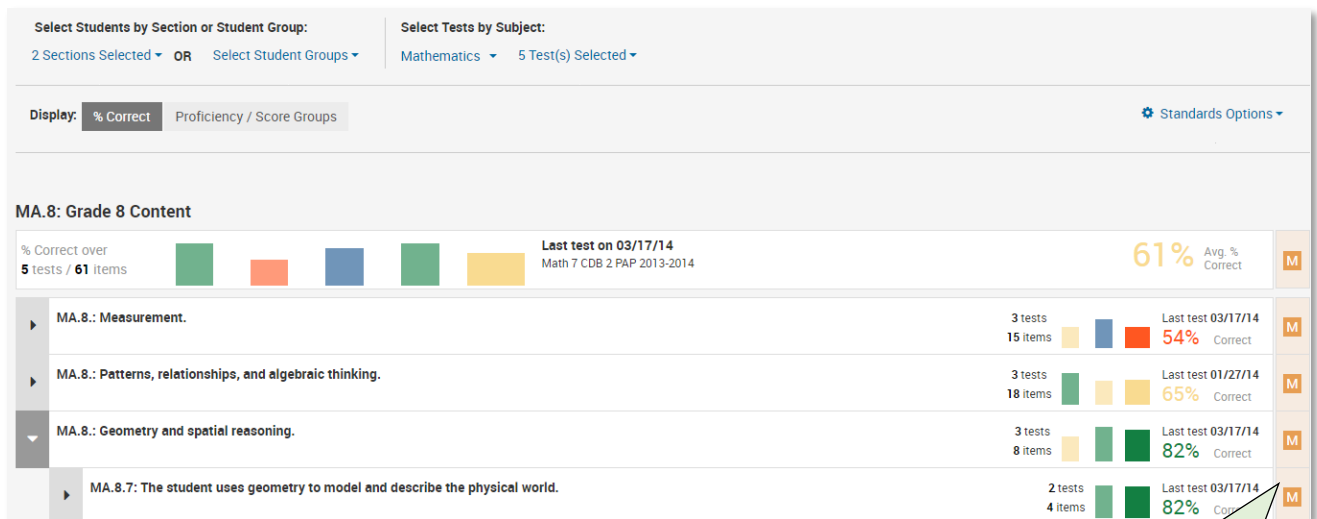 Select Students by Section or Student Group:
Select Tests by Subject:
2 Sections Selected OR Select Student Groups
Mathematics 5 Test(s) Selected
Display: % Correct Proficiency / Score Groups
Standards Options
MA.8: Grade 8 Content
% Correct over
5 tests / 61 items
Last test on 03/17/14
Math 7 CDB 2 PAP 2013-2014
61% Avg. % Correct
M
MA.8.: Measurement.
3 tests
15 items
Last test 03/17/14
54% Correct
M
MA.8.: Patterns, relationships, and algebraic thinking.
3 tests
18 items
Last test 01/27/14
65% Correct
M
MA.8.: Geometry and spatial reasoning.
3 tests
8 items
Last test 03/17/14
82% Correct
M
MA.8.7: The student uses geometry to model and describe the physical world.
2 tests
4 items
Last test 03/17/14
82%
M